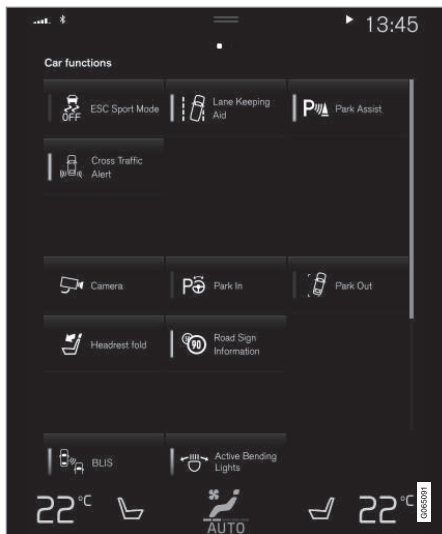 13:45
Car functions
OFF
ESC Sport Mode
Lane Keeping
Aid
P
Park Assist
Cross Traffic
Alert
Camera
P
Park In
Park Out
Headrest fold
90
Road Sign
Information
BLIS
Active Bending
Lights
22°C
AUTO
22°C
G065091